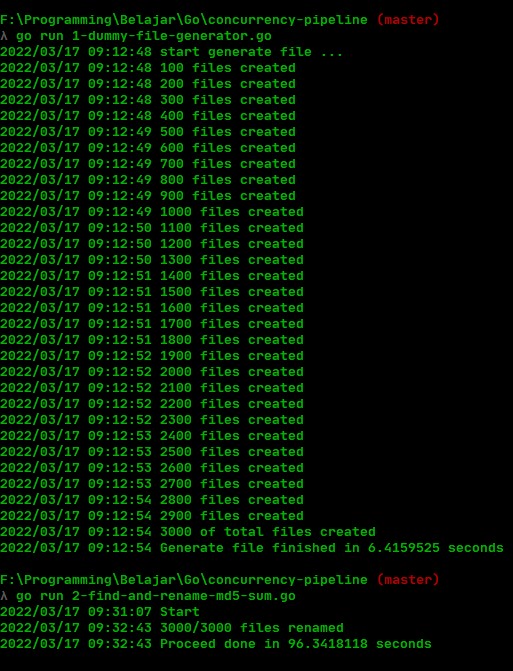 F:\Programming\Belajar\Go\concurrency-pipeline (master)
λ go run 1-dummy-file-generator.go
2022/03/17 09:12:48 start generate file ...
2022/03/17 09:12:48 100 files created
2022/03/17 09:12:48 200 files created
2022/03/17 09:12:48 300 files created
2022/03/17 09:12:48 400 files created
2022/03/17 09:12:49 500 files created
2022/03/17 09:12:49 600 files created
2022/03/17 09:12:49 700 files created
2022/03/17 09:12:49 800 files created
2022/03/17 09:12:49 900 files created
2022/03/17 09:12:49 1000 files created
2022/03/17 09:12:50 1100 files created
2022/03/17 09:12:50 1200 files created
2022/03/17 09:12:50 1300 files created
2022/03/17 09:12:51 1400 files created
2022/03/17 09:12:51 1500 files created
2022/03/17 09:12:51 1600 files created
2022/03/17 09:12:51 1700 files created
2022/03/17 09:12:51 1800 files created
2022/03/17 09:12:52 1900 files created
2022/03/17 09:12:52 2000 files created
2022/03/17 09:12:52 2100 files created
2022/03/17 09:12:52 2200 files created
2022/03/17 09:12:52 2300 files created
2022/03/17 09:12:53 2400 files created
2022/03/17 09:12:53 2500 files created
2022/03/17 09:12:53 2600 files created
2022/03/17 09:12:53 2700 files created
2022/03/17 09:12:54 2800 files created
2022/03/17 09:12:54 2900 files created
2022/03/17 09:12:54 3000 of total files created
2022/03/17 09:12:54 Generate file finished in 6.4159525 seconds
F:\Programming\Belajar\Go\concurrency-pipeline (master)
λ go run 2-find-and-rename-md5-sum.go
2022/03/17 09:31:07 Start
2022/03/17 09:32:43 3000/3000 files renamed
2022/03/17 09:32:43 Proceed done in 96.3418118 seconds